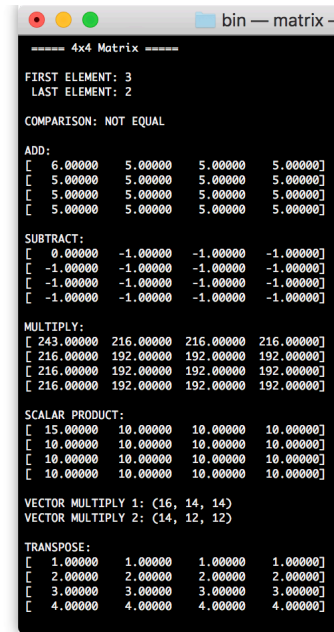 bin — matrix -
===== 4x4 Matrix =====
FIRST ELEMENT: 3
LAST ELEMENT: 2
COMPARISON: NOT EQUAL
ADD:
[ 6.00000 5.00000 5.00000 5.00000]
[ 5.00000 5.00000 5.00000 5.00000]
[ 5.00000 5.00000 5.00000 5.00000]
[ 5.00000 5.00000 5.00000 5.00000]
SUBTRACT:
[ 0.00000 -1.00000 -1.00000 -1.00000]
[ -1.00000 -1.00000 -1.00000 -1.00000]
[ -1.00000 -1.00000 -1.00000 -1.00000]
[ -1.00000 -1.00000 -1.00000 -1.00000]
MULTIPLY:
[ 243.00000 216.00000 216.00000 216.00000]
[ 216.00000 192.00000 192.00000 192.00000]
[ 216.00000 192.00000 192.00000 192.00000]
[ 216.00000 192.00000 192.00000 192.00000]
SCALAR PRODUCT:
[ 15.00000 10.00000 10.00000 10.00000]
[ 10.00000 10.00000 10.00000 10.00000]
[ 10.00000 10.00000 10.00000 10.00000]
[ 10.00000 10.00000 10.00000 10.00000]
VECTOR MULTIPLY 1: (16, 14, 14)
VECTOR MULTIPLY 2: (14, 12, 12)
TRANSPOSE:
[ 1.00000 1.00000 1.00000 1.00000]
[ 2.00000 2.00000 2.00000 2.00000]
[ 3.00000 3.00000 3.00000 3.00000]
[ 4.00000 4.00000 4.00000 4.00000]